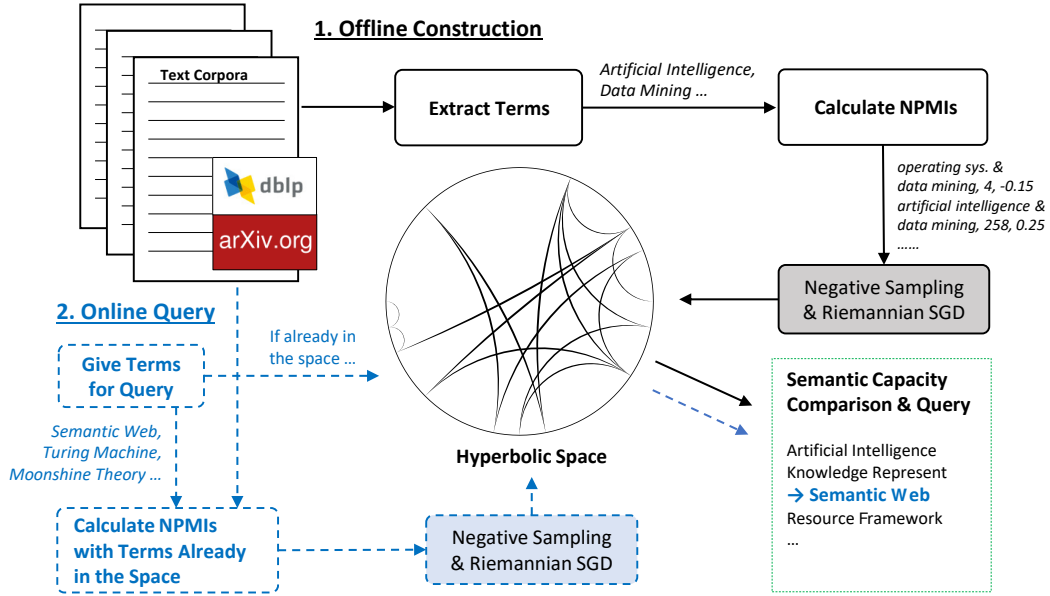 1. Offline Construction
Text Corpora
dblp
arXiv.org
Extract Terms
Artificial Intelligence,
Data Mining ...
Calculate NPMIs
operating sys. &
data mining, 4, -0.15
artificial intelligence &
data mining, 258, 0.25
......
Negative Sampling
& Riemannian SGD
Hyperbolic Space
2. Online Query
Give Terms
for Query
If already in
the space ...
Semantic Web,
Turing Machine,
Moonshine Theory ...
Calculate NPMIs
with Terms Already
in the Space
Negative Sampling
& Riemannian SGD
Semantic Capacity
Comparison & Query
Artificial Intelligence
Knowledge Represent
→ Semantic Web
Resource Framework
...